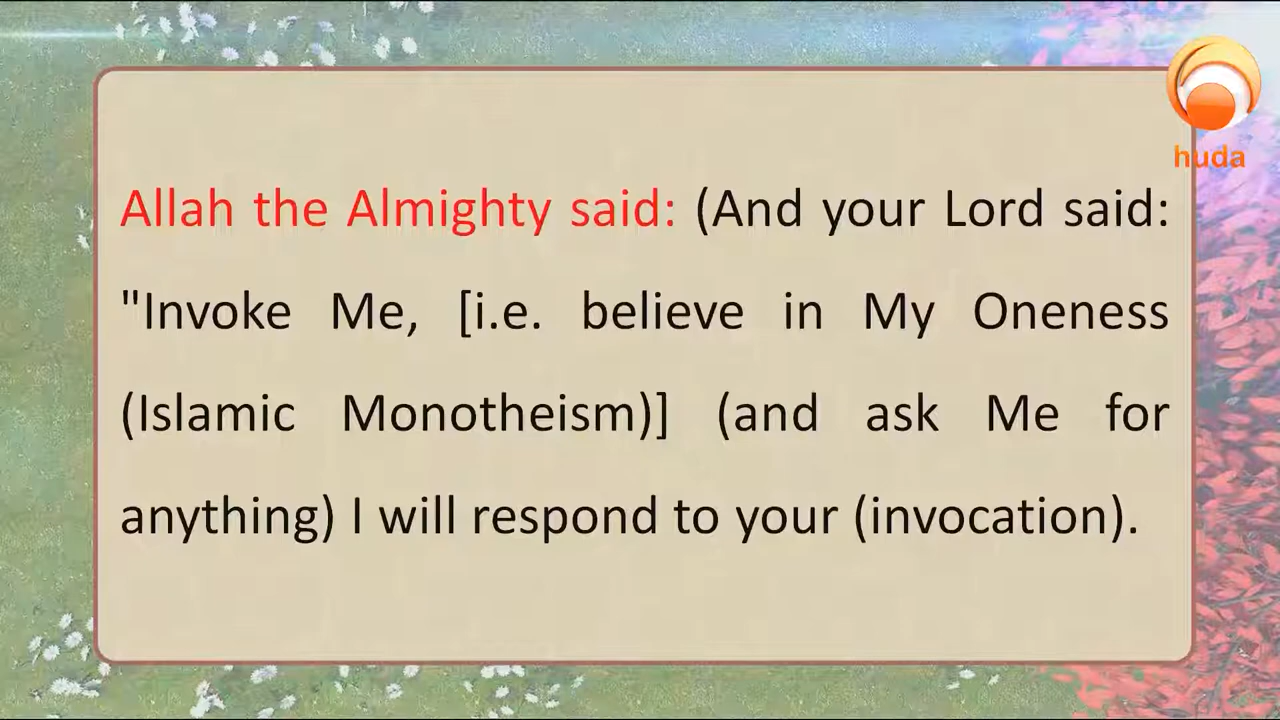 huda
Allah the Almighty said: (And your Lord said:
"Invoke Me, [i.e. believe in My Oneness
(Islamic Monotheism)] (and ask Me for
anything) I will respond to your (invocation).